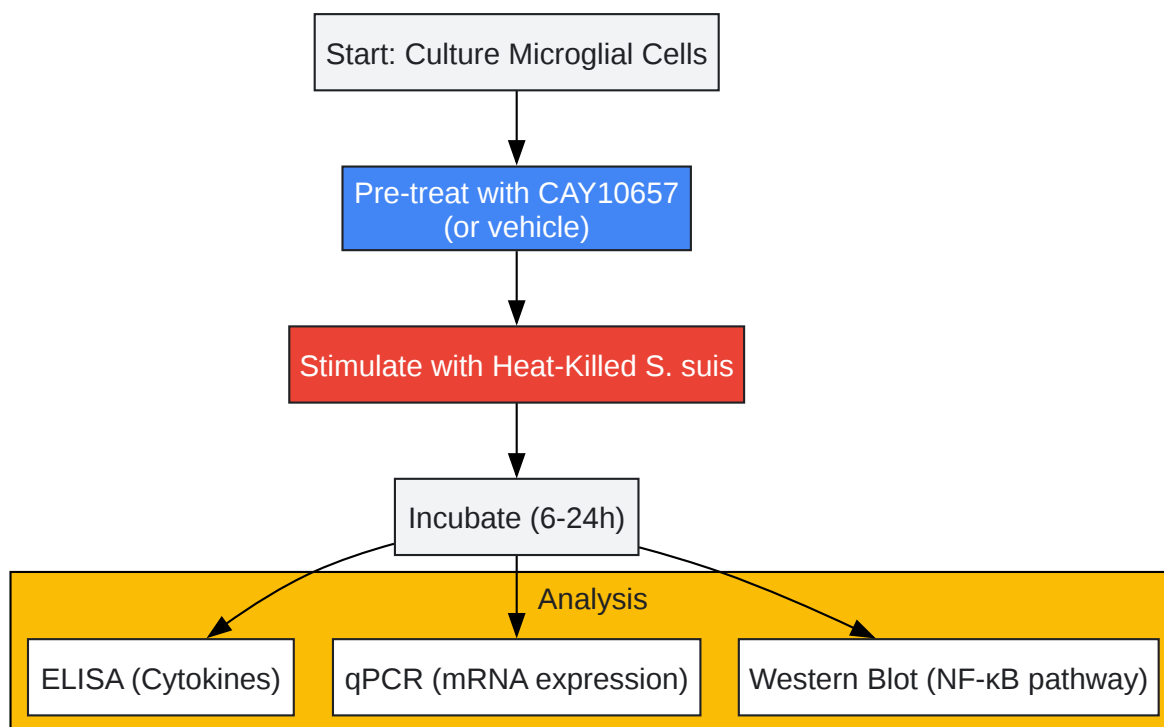 Start: Culture Microglial Cells
Pre-treat with CAY10657
(or vehicle)
Stimulate with Heat-Killed S. suis
Incubate (6-24h)
Analysis
ELISA (Cytokines)
qPCR (mRNA expression)
Western Blot (NF-κB pathway)